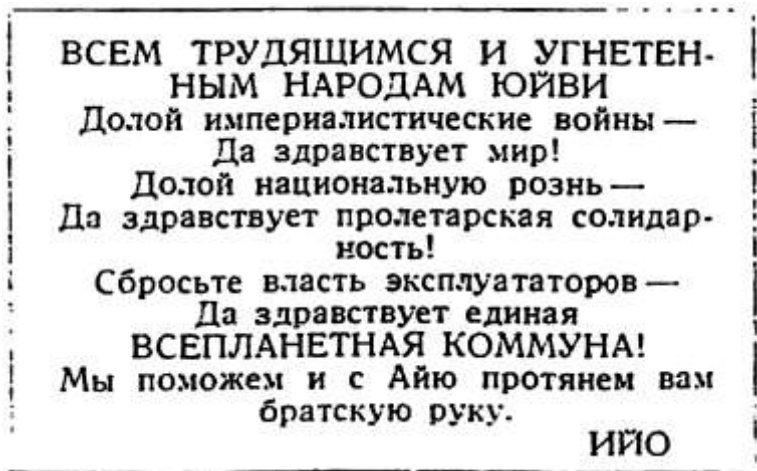 ВСЕМ ТРУДЯЩИМСЯ И УГНЕТЕН-
НЫМ НАРОДАМ ЮЙВИ
Долой империалистические войны —
Да здравствует мир!
Долой национальную рознь —
Да здравствует пролетарская солидар-
ность!
Сбросьте власть эксплуататоров —
Да здравствует единая
ВСЕПЛАНЕТНАЯ КОММУНА!
Мы поможем и с Айю протянем вам
братскую руку.
ИЙО